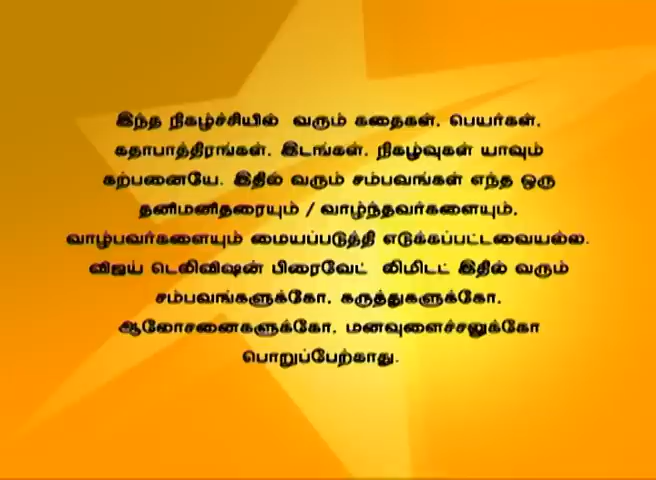 இந்த நிகழ்ச்சியில் வரும் கதைகள், பெயர்கள்,
கதாபாத்திரங்கள், இடங்கள், நிகழ்வுகள் யாவும்
கற்பனையே. இதில் வரும் சம்பவங்கள் எந்த ஒரு
தனிமனிதரையும் / வாழ்ந்தவர்களையும்,
வாழ்பவர்களையும் மையப்படுத்தி எடுக்கப்பட்டவையல்ல.
விஜய் டெலிவிஷன் பிரைவேட் லிமிடட் இதில் வரும்
சம்பவங்களுக்கோ, கருத்துகளுக்கோ,
ஆலோசனைகளுக்கோ, மனவுளைச்சலுக்கோ
பொறுப்பேற்காது.